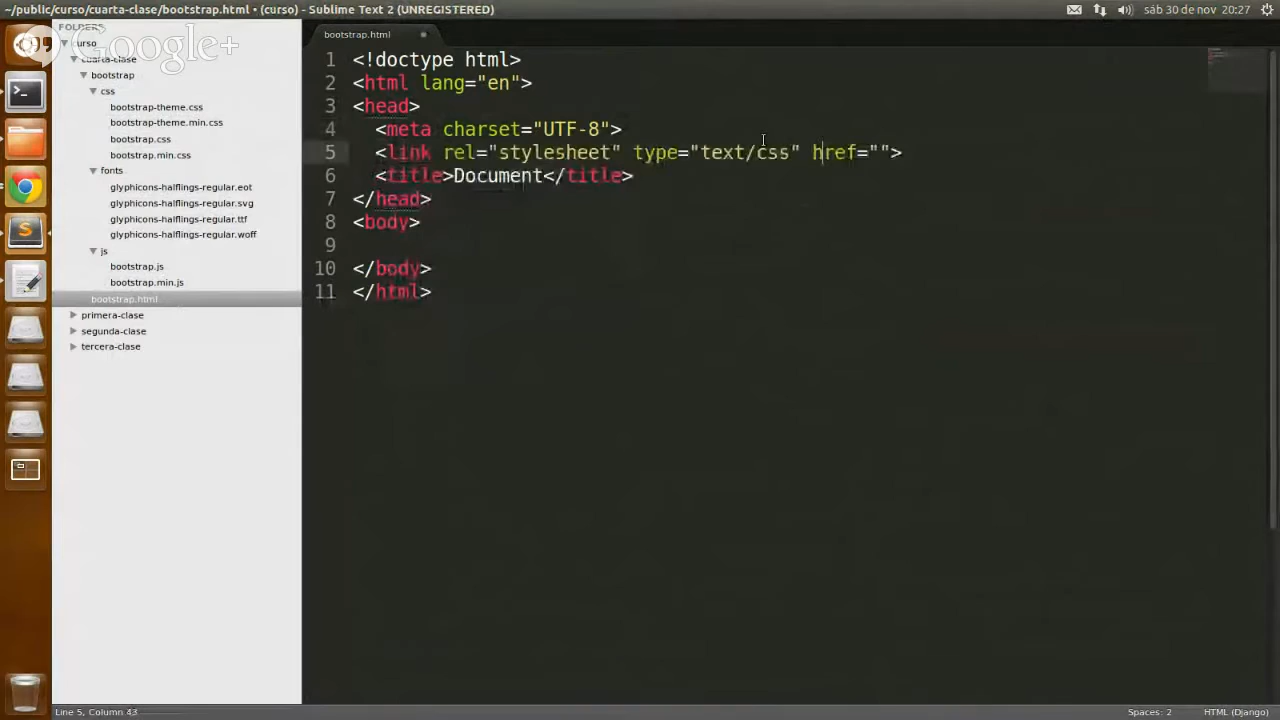 ~/public/curso/cuarta-clase/bootstrap.html • (curso) - Sublime Text 2 (UNREGISTERED)
sáb 30 de nov 20:27
Google+
FOLDERS
curso
cuarta-clase
bootstrap
css
bootstrap-theme.css
bootstrap-theme.min.css
bootstrap.css
bootstrap.min.css
fonts
glyphicons-halflings-regular.eot
glyphicons-halflings-regular.svg
glyphicons-halflings-regular.ttf
glyphicons-halflings-regular.woff
js
bootstrap.js
bootstrap.min.js
bootstrap.html
primera-clase
segunda-clase
tercera-clase
bootstrap.html
1 <!doctype html>
2 <html lang="en">
3 <head>
4 <meta charset="UTF-8">
5 <link rel="stylesheet" type="text/css" href="">
6 <title>Document</title>
7 </head>
8 <body>
9
10 </body>
11 </html>
Line 5, Column 43
Spaces: 2
HTML (Django)